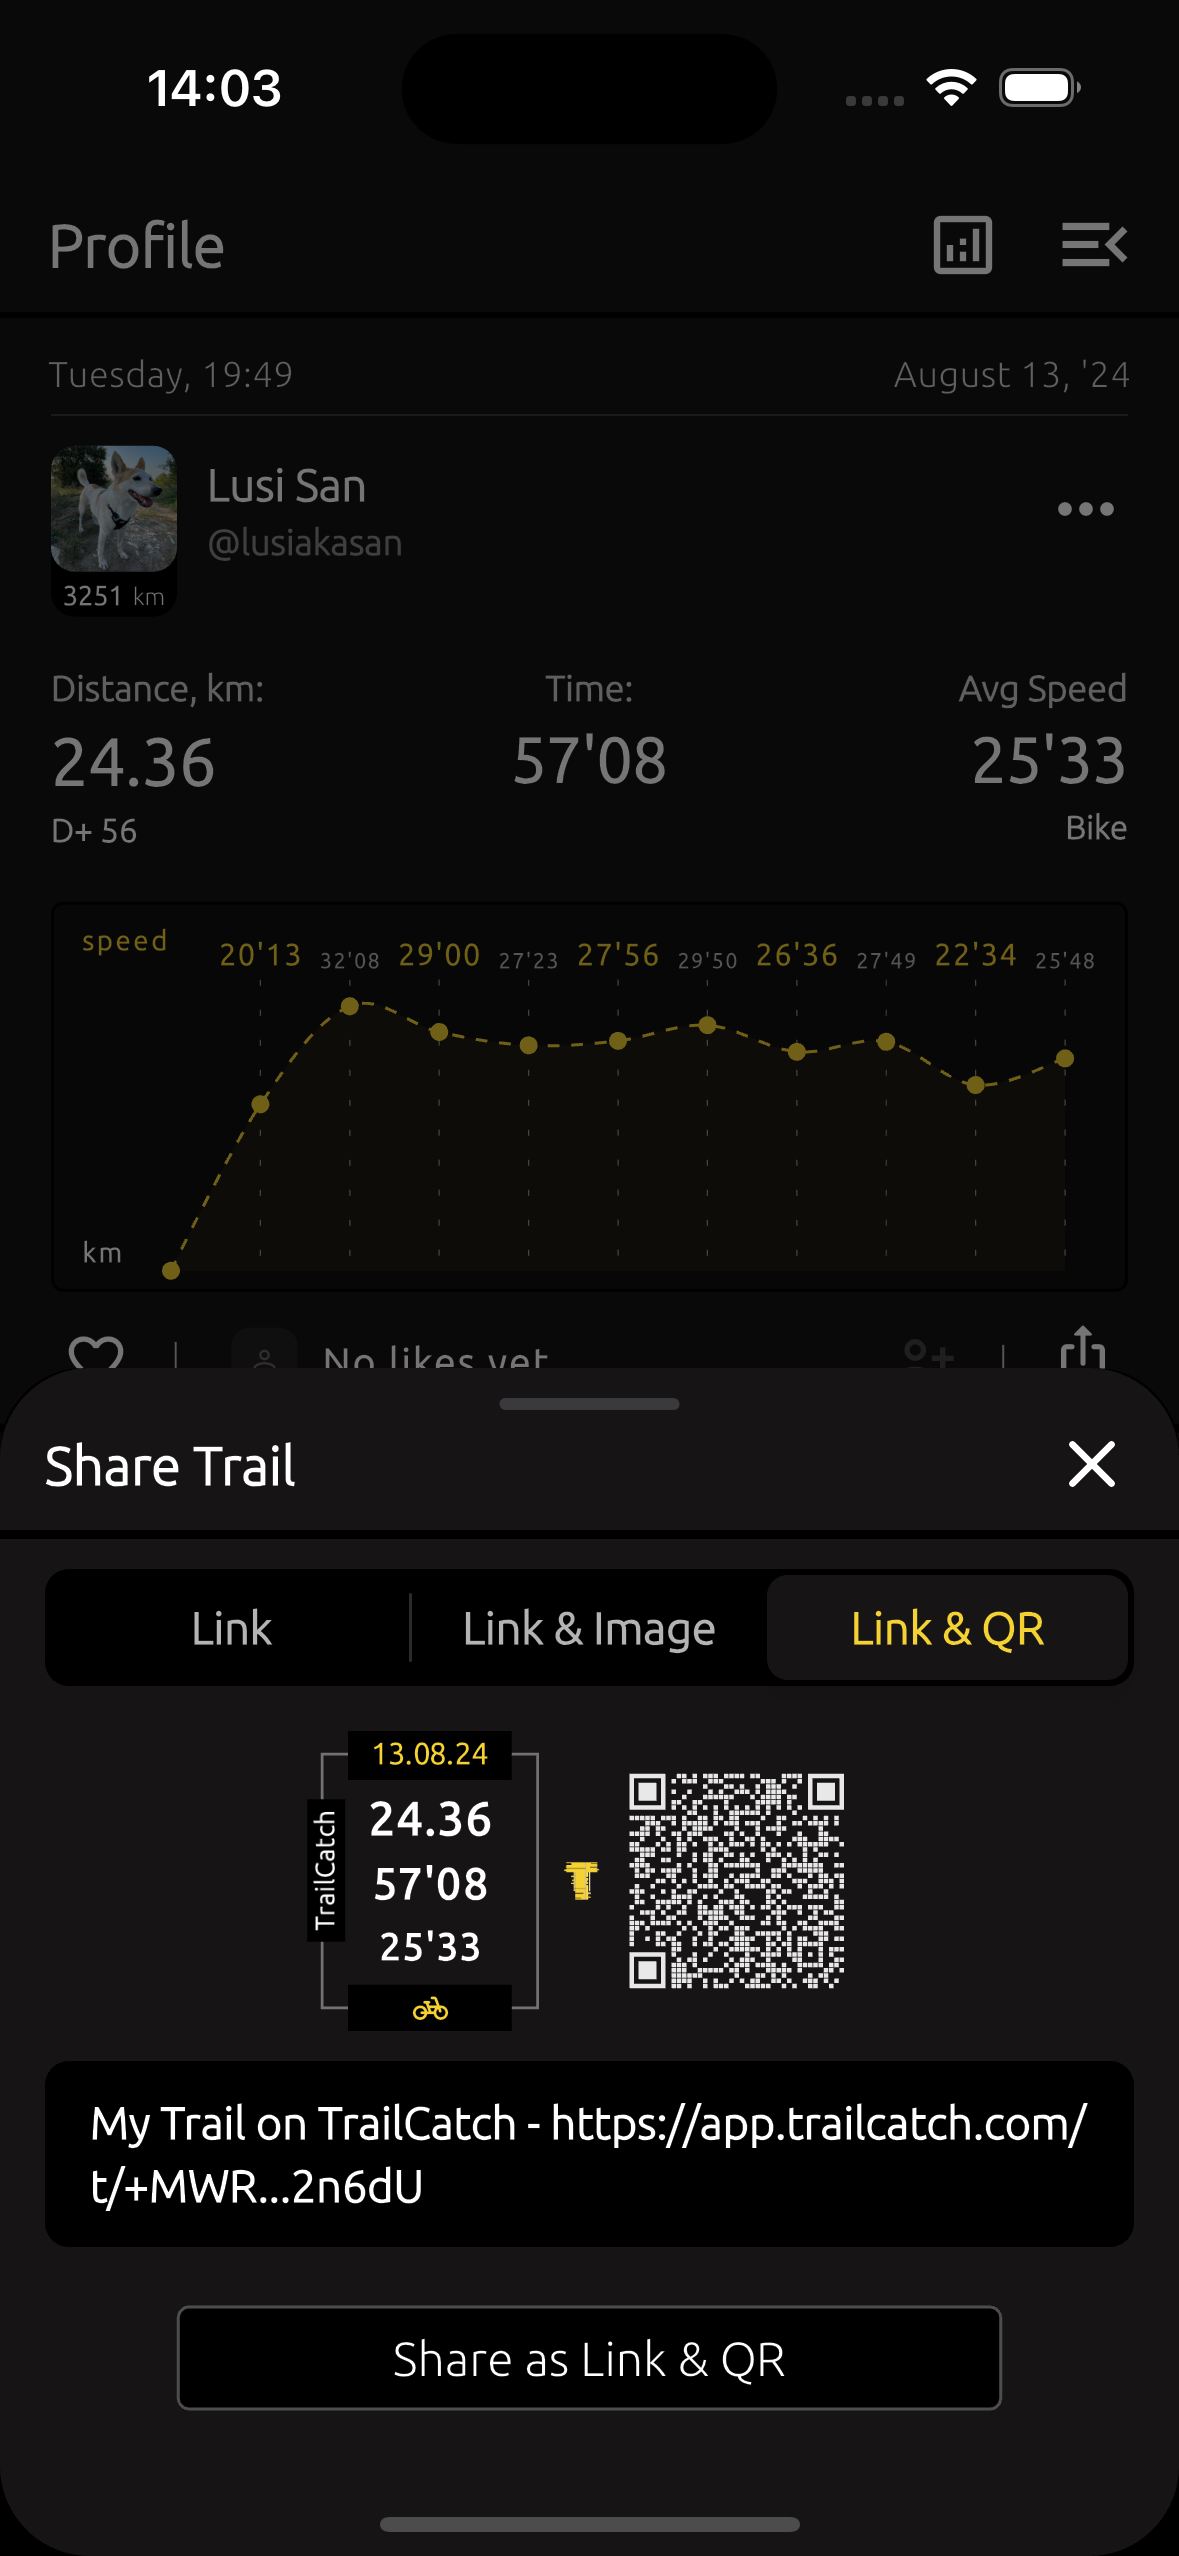 14:03
Profile
Tuesday, 19:49 August 13, '24
Lusi San
@lusiakasan
3251 km
Distance, km: Time: Avg Speed
24.36 57'08 25'33
D+ 56 Bike
speed 20'13 32'08 29'00 27'23 27'56 29'50 26'36 27'49 22'34 25'48
km
No likes yet
Share Trail
Link Link & Image Link & QR
13.08.24
TrailCatch
24.36
57'08
25'33
My Trail on TrailCatch - https://app.trailcatch.com/
t/+MWR...2n6dU
Share as Link & QR